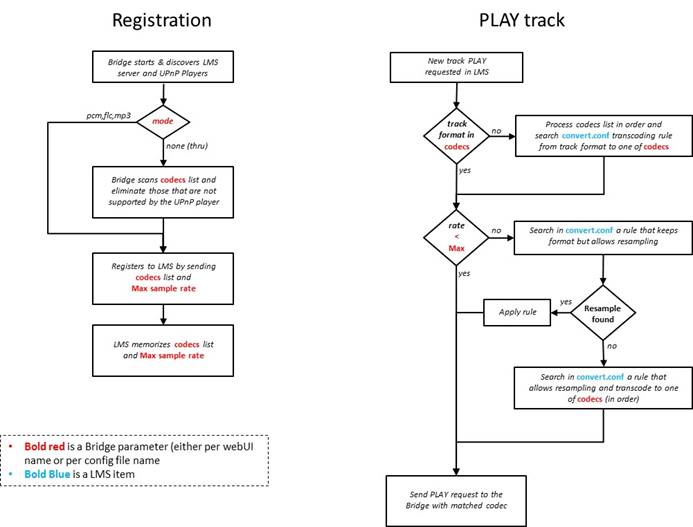 Registration
Bridge starts & discovers LMS
server and UPnP Players
pcm,flc,mp3
mode
none (thru)
Bridge scans codecs list and
eliminate those that are not
supported by the UPnP player
Registers to LMS by sending
codecs list and
Max sample rate
LMS memorizes codecs list
and Max sample rate
• Bold red is a Bridge parameter (either per webUI
name or per config file name
• Bold Blue is a LMS item
PLAY track
New track PLAY
requested in LMS
track
format in
codecs
no
yes
Process codecs list in order and
search convert.conf transcoding rule
from track format to one of codecs
rate
<
Max
no
yes
Search in convert.conf a rule that keeps
format but allows resampling
Resample
found
yes
Apply rule
no
Search in convert.conf a rule that
allows resampling and transcode to one
of codecs (in order)
Send PLAY request to the
Bridge with matched codec